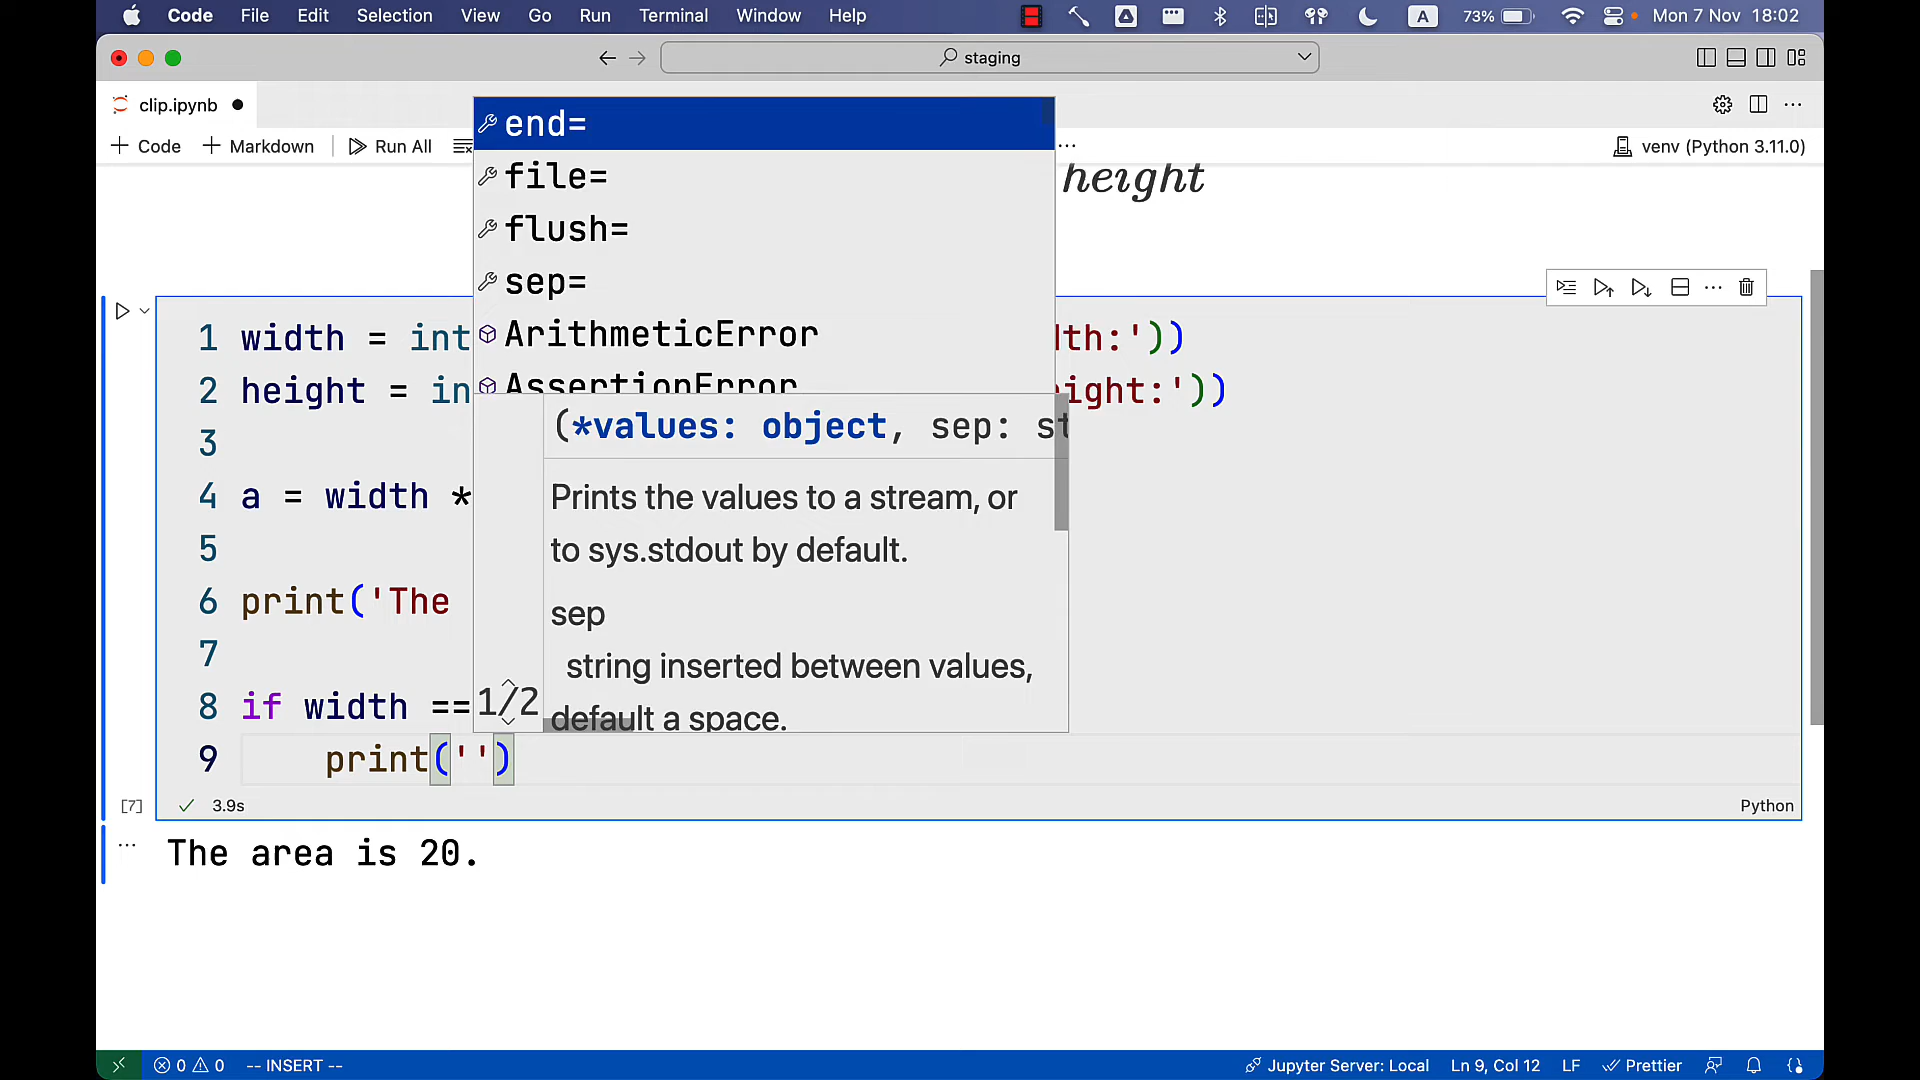 Code File Edit Selection View Go Run Terminal Window Help A 73% Mon 7 Nov 18:02
staging
clip.ipynb
Code Markdown Run All ... venv (Python 3.11.0)
height
end=
file=
flush=
sep=
ArithmeticError
AssertionError
1 width = int dth:'))
2 height = in eight:'))
3
(*values: object, sep: st
4 a = width *
Prints the values to a stream, or
5
to sys.stdout by default.
6 print('The
sep
7
string inserted between values,
8 if width ==
1/2
default a space.
9 print('')
[7] 3.9s Python
The area is 20.
0 0 -- INSERT -- Jupyter Server: Local Ln 9, Col 12 LF Prettier